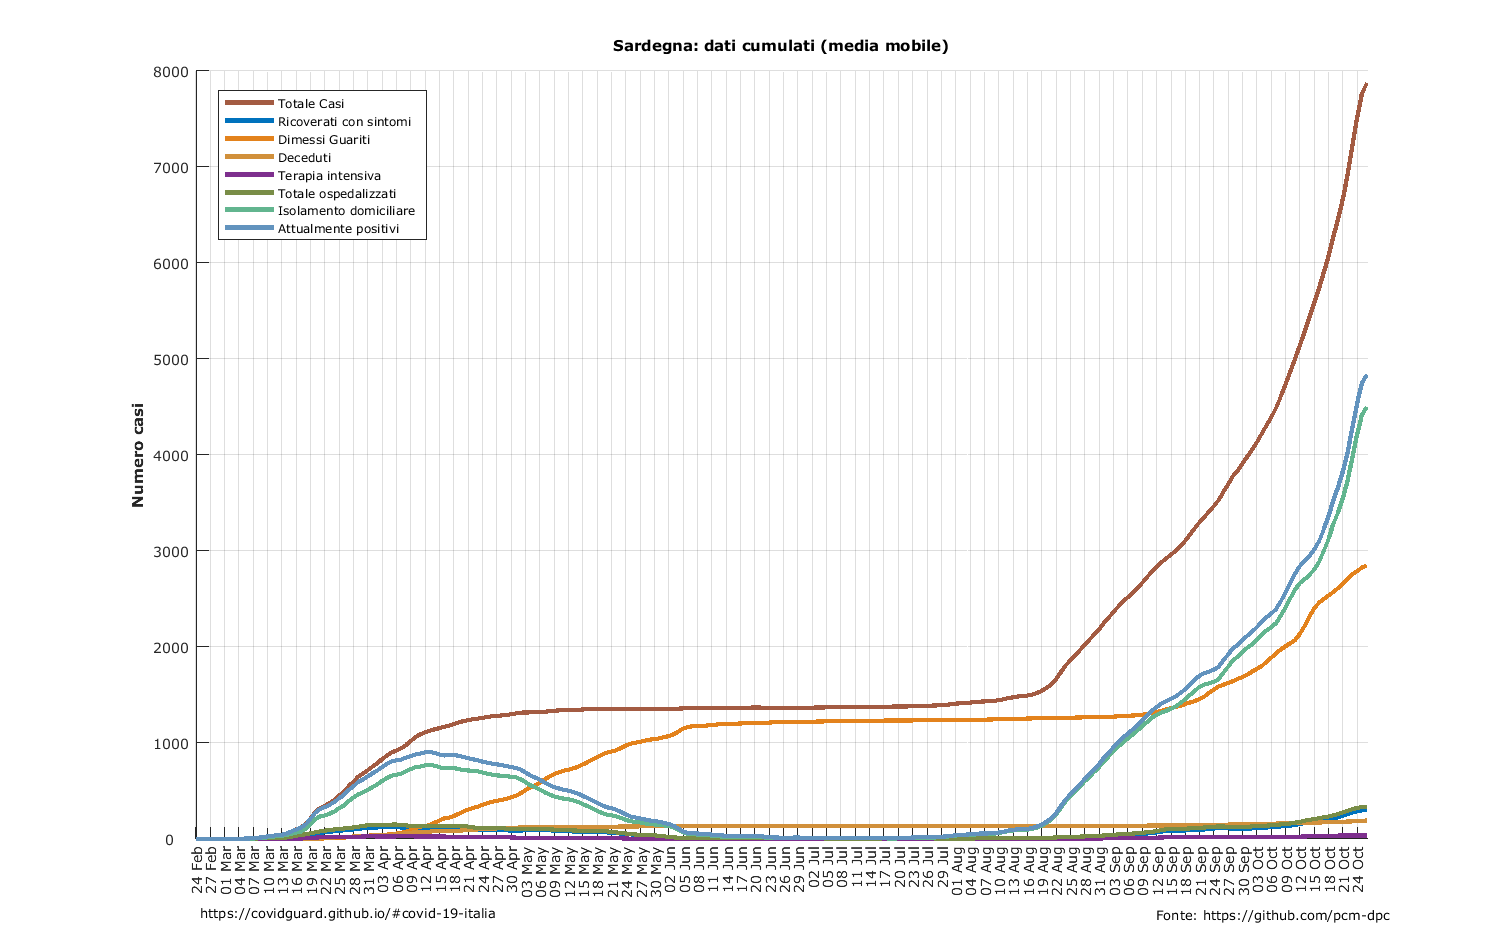 Sardegna: dati cumulati (media mobile)
8000
7000
6000
5000
4000
3000
2000
1000
0
Numero casi
Totale Casi
Ricoverati con sintomi
Dimessi Guariti
Deceduti
Terapia intensiva
Totale ospedalizzati
Isolamento domiciliare
Attualmente positivi
24 Feb
27 Feb
01 Mar
04 Mar
07 Mar
10 Mar
13 Mar
16 Mar
19 Mar
22 Mar
25 Mar
28 Mar
31 Mar
03 Apr
06 Apr
09 Apr
12 Apr
15 Apr
18 Apr
21 Apr
24 Apr
27 Apr
30 Apr
03 May
06 May
09 May
12 May
15 May
18 May
21 May
24 May
27 May
30 May
02 Jun
05 Jun
08 Jun
11 Jun
14 Jun
17 Jun
20 Jun
23 Jun
26 Jun
29 Jun
02 Jul
05 Jul
08 Jul
11 Jul
14 Jul
17 Jul
20 Jul
23 Jul
26 Jul
29 Jul
01 Aug
04 Aug
07 Aug
10 Aug
13 Aug
16 Aug
19 Aug
22 Aug
25 Aug
28 Aug
31 Aug
03 Sep
06 Sep
09 Sep
12 Sep
15 Sep
18 Sep
21 Sep
24 Sep
27 Sep
30 Sep
03 Oct
06 Oct
09 Oct
12 Oct
15 Oct
18 Oct
21 Oct
24 Oct
https://covidguard.github.io/#covid-19-italia
Fonte: https://github.com/pcm-dpc